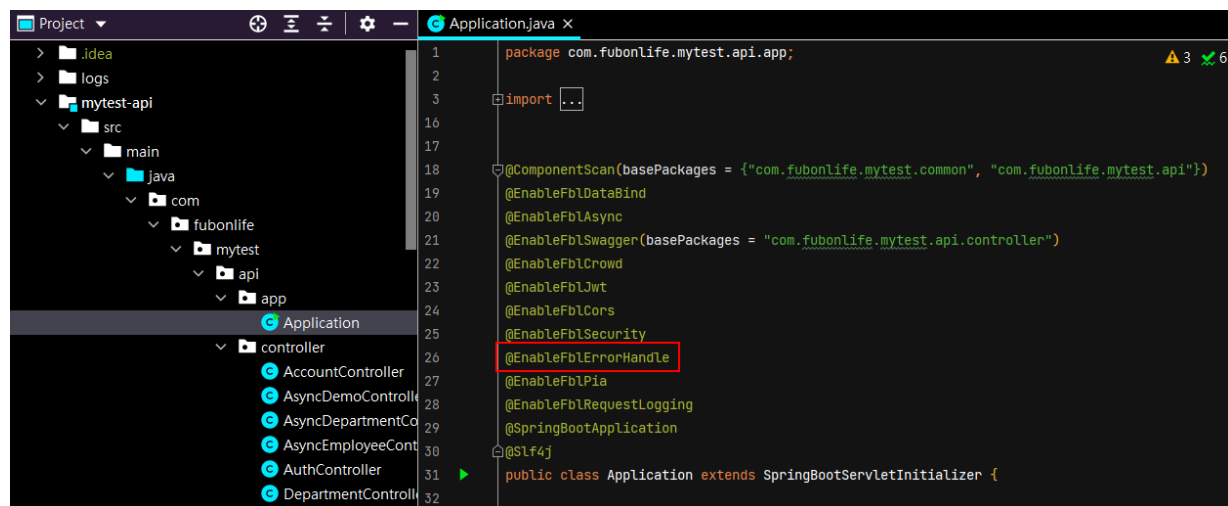 Project
.idea
logs
mytest-api
src
main
java
com
fubonlife
mytest
api
app
Application
controller
AccountController
AsyncDemoControlle
AsyncDepartmentCo
AsyncEmployeeCont
AuthController
DepartmentControlle
Application.java
3 6
1 package com.fubonlife.mytest.api.app;
2
3 import ...
16
17
18 @ComponentScan(basePackages = {"com.fubonlife.mytest.common", "com.fubonlife.mytest.api"})
19 @EnableFblDataBind
20 @EnableFblAsync
21 @EnableFblSwagger(basePackages = "com.fubonlife.mytest.api.controller")
22 @EnableFblCrowd
23 @EnableFblJwt
24 @EnableFblCors
25 @EnableFblSecurity
26 @EnableFblErrorHandle
27 @EnableFblPia
28 @EnableFblRequestLogging
29 @SpringBootApplication
30 @Slf4j
31 public class Application extends SpringBootServletInitializer {
32